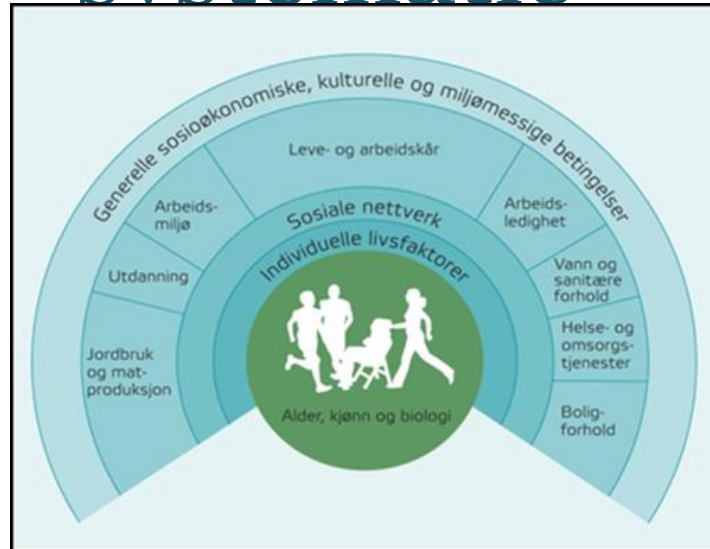 Generelle sosioøkonomiske, kulturelle og miljømessige betingelser
Leve- og arbeidskår
Arbeids-
miljø
Arbeids-
ledighet
Utdanning
Vann og
sanitære
forhold
Jordbruk
og mat-
produksjon
Helse- og
omsorgs-
tjenester
Bolig-
forhold
Sosiale nettverk
Individuelle livsfaktorer
Alder, kjønn og biologi